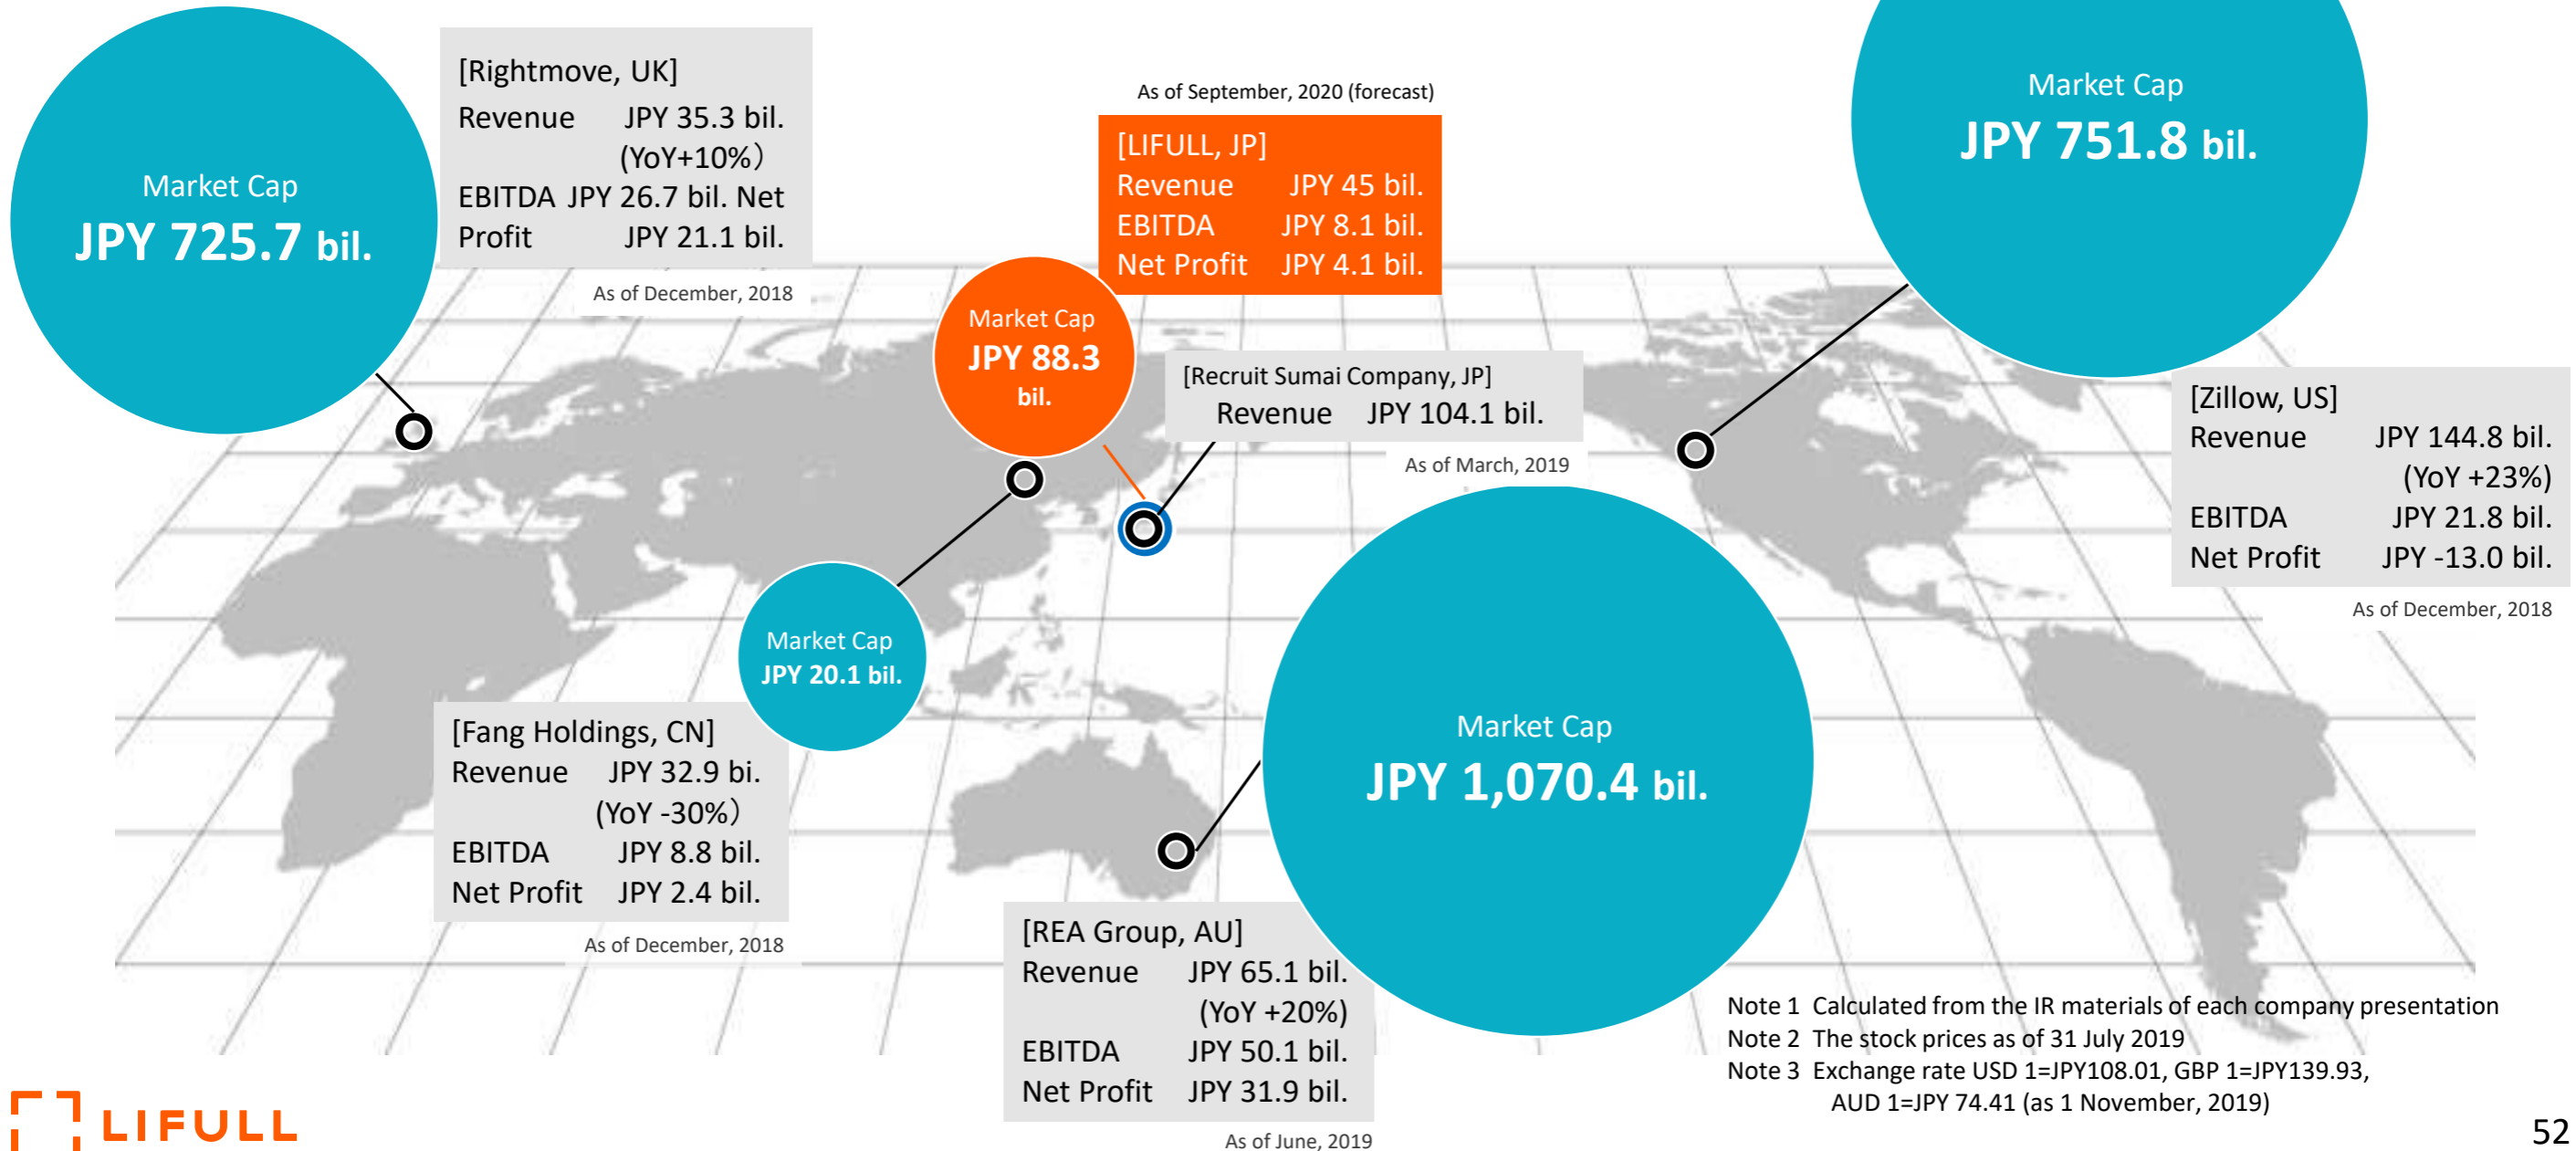 Market Cap
JPY 725.7 bil.
[Rightmove, UK]
Revenue JPY 35.3 bil.
(YoY+10%）
EBITDA JPY 26.7 bil. Net
Profit JPY 21.1 bil.
As of December, 2018
As of September, 2020 (forecast)
[LIFULL, JP]
Revenue JPY 45 bil.
EBITDA JPY 8.1 bil.
Net Profit JPY 4.1 bil.
Market Cap
JPY 88.3
bil.
[Recruit Sumai Company, JP]
Revenue JPY 104.1 bil.
As of March, 2019
Market Cap
JPY 751.8 bil.
[Zillow, US]
Revenue JPY 144.8 bil.
(YoY +23%)
EBITDA JPY 21.8 bil.
Net Profit JPY -13.0 bil.
As of December, 2018
Market Cap
JPY 20.1 bil.
[Fang Holdings, CN]
Revenue JPY 32.9 bi.
(YoY -30%）
EBITDA JPY 8.8 bil.
Net Profit JPY 2.4 bil.
As of December, 2018
Market Cap
JPY 1,070.4 bil.
[REA Group, AU]
Revenue JPY 65.1 bil.
(YoY +20%)
EBITDA JPY 50.1 bil.
Net Profit JPY 31.9 bil.
As of June, 2019
Note 1 Calculated from the IR materials of each company presentation
Note 2 The stock prices as of 31 July 2019
Note 3 Exchange rate USD 1=JPY108.01, GBP 1=JPY139.93,
AUD 1=JPY 74.41 (as 1 November, 2019)
LIFULL
52